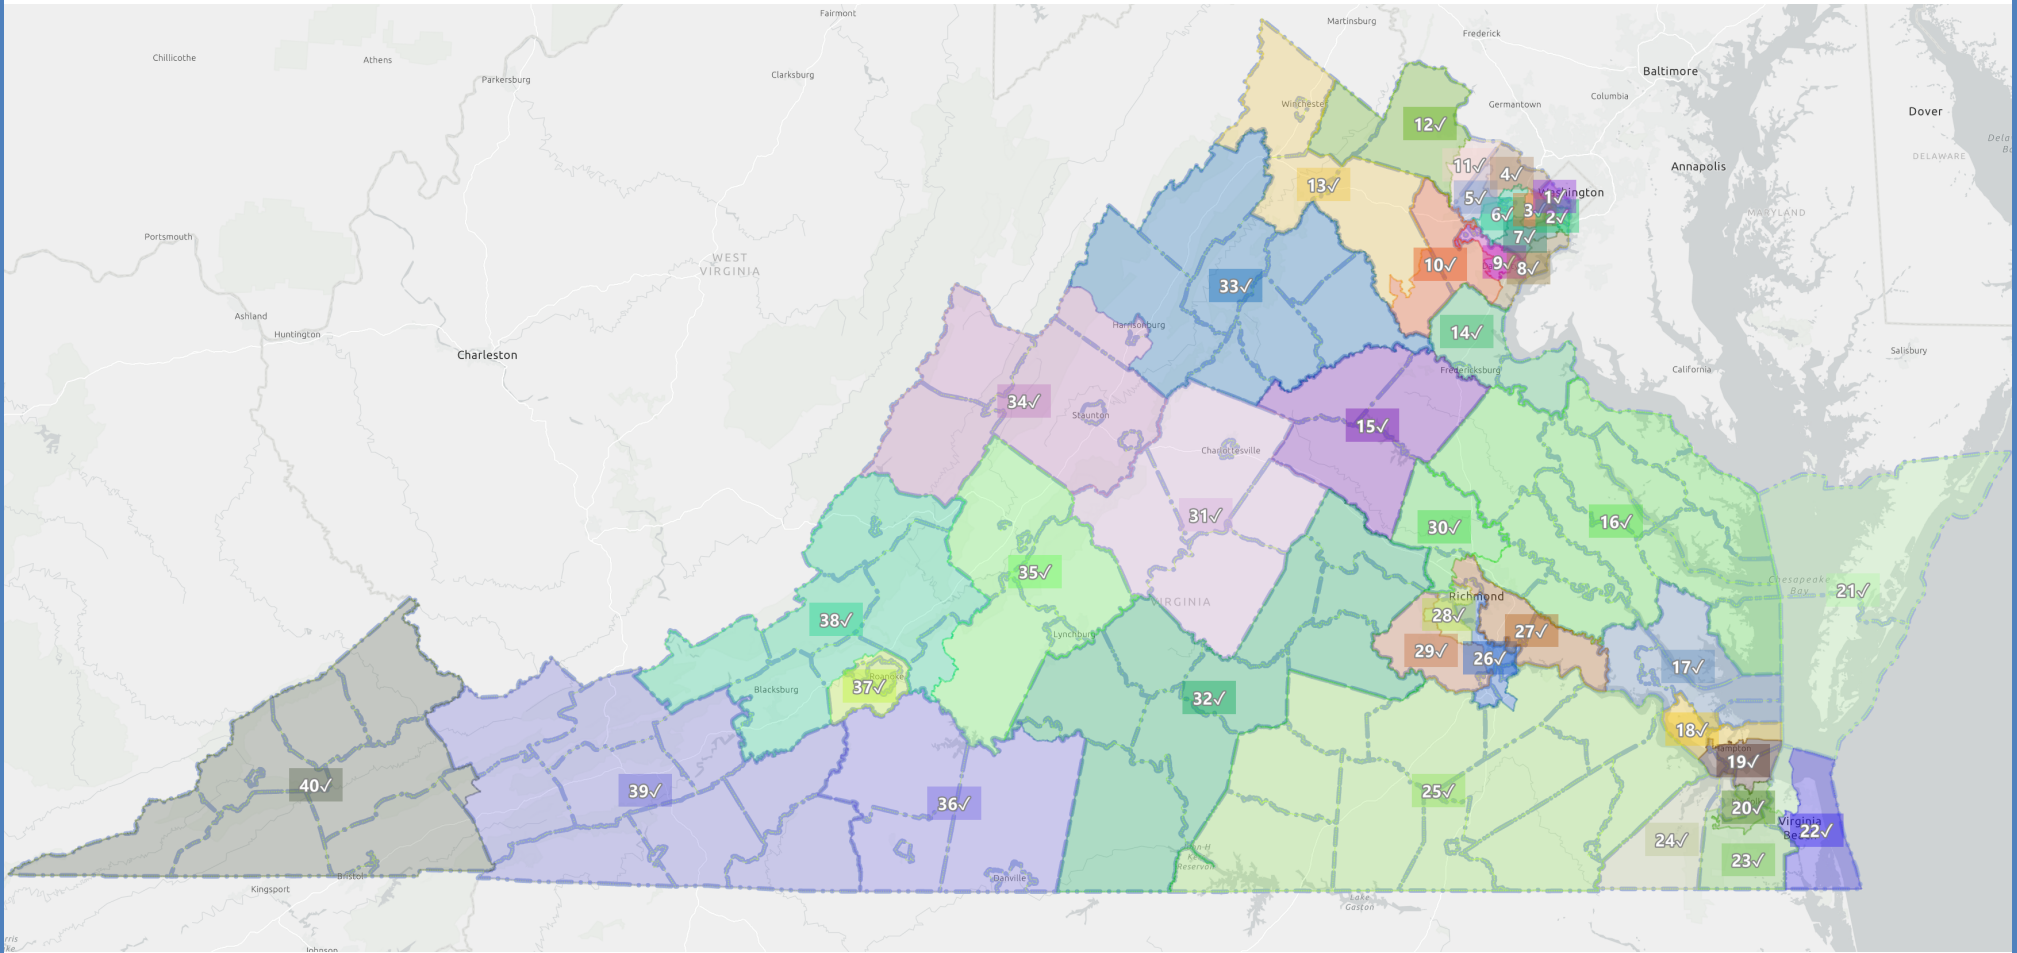 Fairmont
Martinsburg
Frederick
Chillicothe
Athens
Parkersburg
Clarksburg
Baltimore
Columbia
Winchester
Germantown
Dover
12✓
DELAWARE
11✓
4✓
Annapolis
13✓
5✓
1✓
Washington
6✓
3
2✓
MARYLAND
Portsmouth
7✓
WEST
VIRGINIA
10✓
9✓
8✓
33✓
Ashland
Huntington
Harrisonburg
14✓
Charleston
Salisbury
Fredericksburg
California
34✓
Staunton
15✓
Charlottesville
31✓
30✓
16✓
35✓
Chesapeake
Bay
21✓
VIRGINIA
Richmond
38✓
28✓
Lynchburg
27✓
29✓
26✓
17✓
Roanoke
37✓
Blacksburg
32✓
18✓
19✓
40✓
39✓
36✓
25✓
20✓
Virginia
22✓
24✓
23✓
Reservoir
Kingsport
Bristol
Danville
Lake
Gaston
Johnson